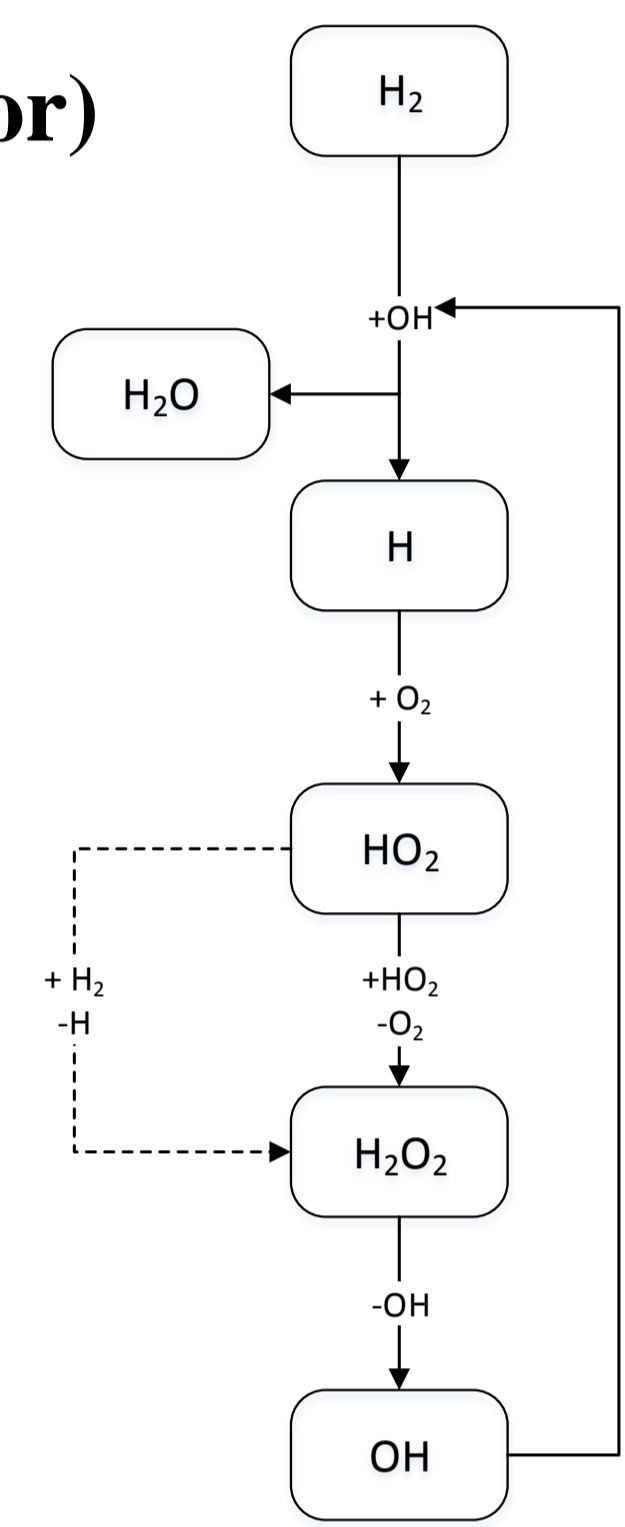 or)
H₂
+OH
H₂O
H
+ O₂
HO₂
+ H₂
-H
+HO₂
-O₂
H₂O₂
-OH
OH